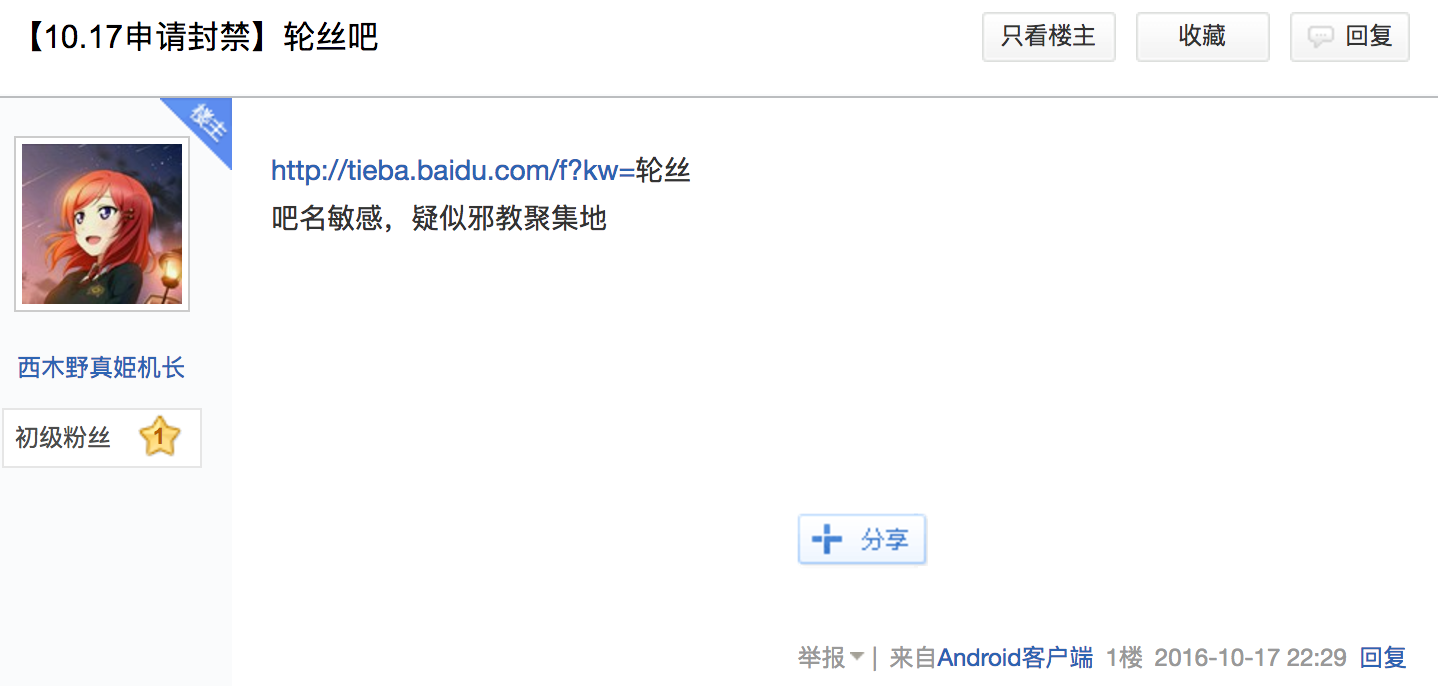 【10.17申请封禁】轮丝吧
只看楼主
收藏
回复
楼主
http://tieba.baidu.com/f?kw=轮丝
吧名敏感，疑似邪教聚集地
西木野真姫机长
初级粉丝 1
分享
举报 | 来自Android客户端 1楼 2016-10-17 22:29 回复